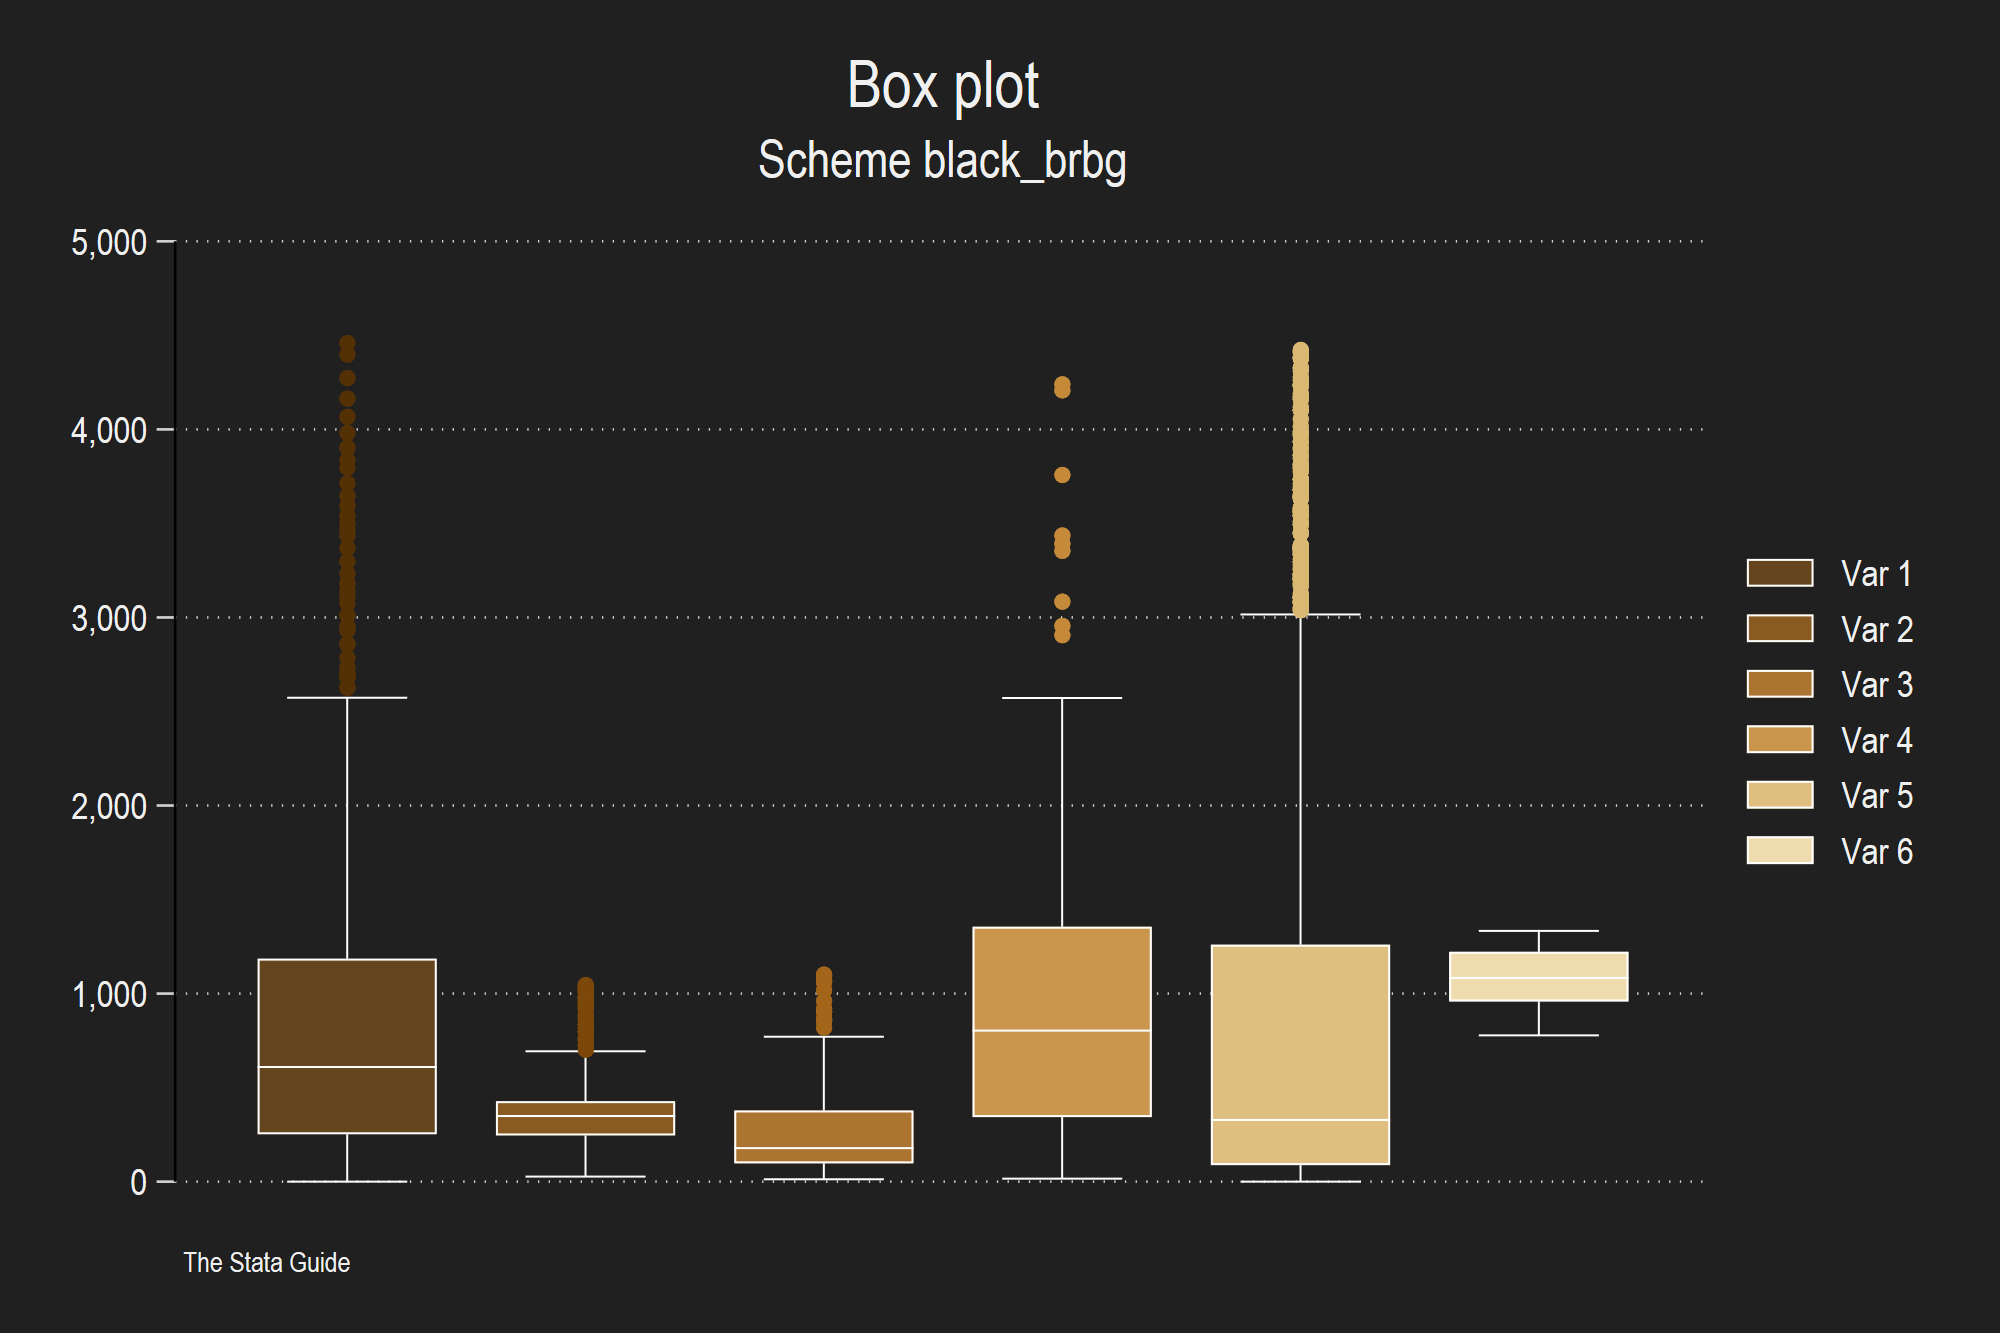 Box plot
Scheme black_brbg
5,000
4,000
3,000
2,000
1,000
0
Var 1
Var 2
Var 3
Var 4
Var 5
Var 6
The Stata Guide